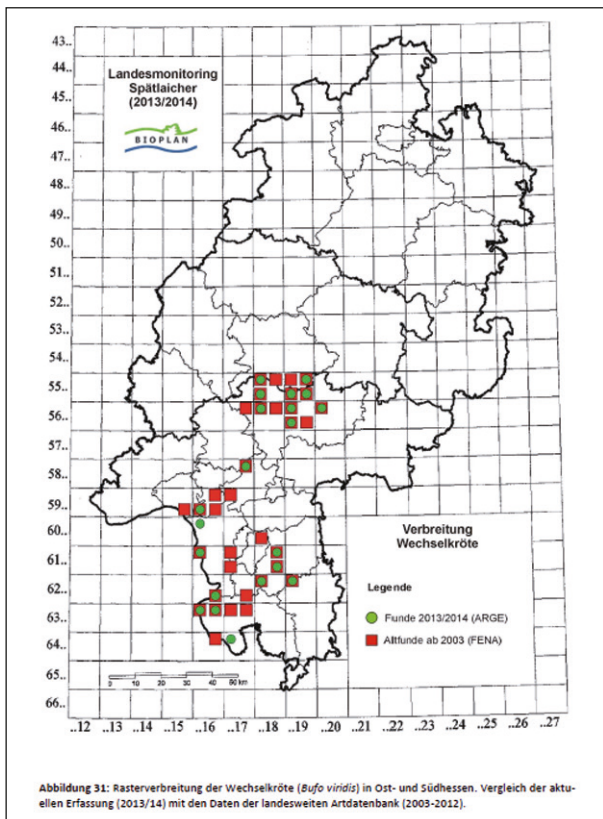 43..
44..
45..
46..
47..
48..
49..
50..
51..
52..
53..
54..
55..
56..
57..
58..
59..
60..
61..
62..
63..
64..
65..
66..
Landesmonitoring
Spätlaicher
(2013/2014)
BIOPLAN
Verbreitung
Wechselkröte
Legende
Funde 2013/2014 (ARGE)
Altfunde ab 2003 (FENA)
0 10 20 30 40 50
km
..12 ..13 ..14 ..15 ..16 ..17 ..18 ..19 ..20 ..21 ..22 ..23 ..24 ..25 ..26 ..27
Abbildung 31: Rasterverbreitung der Wechselkröte (Bufo viridis) in Ost- und Südhessen. Vergleich der aktu-
ellen Erfassung (2013/14) mit den Daten der landesweiten Artdatenbank (2003-2012).